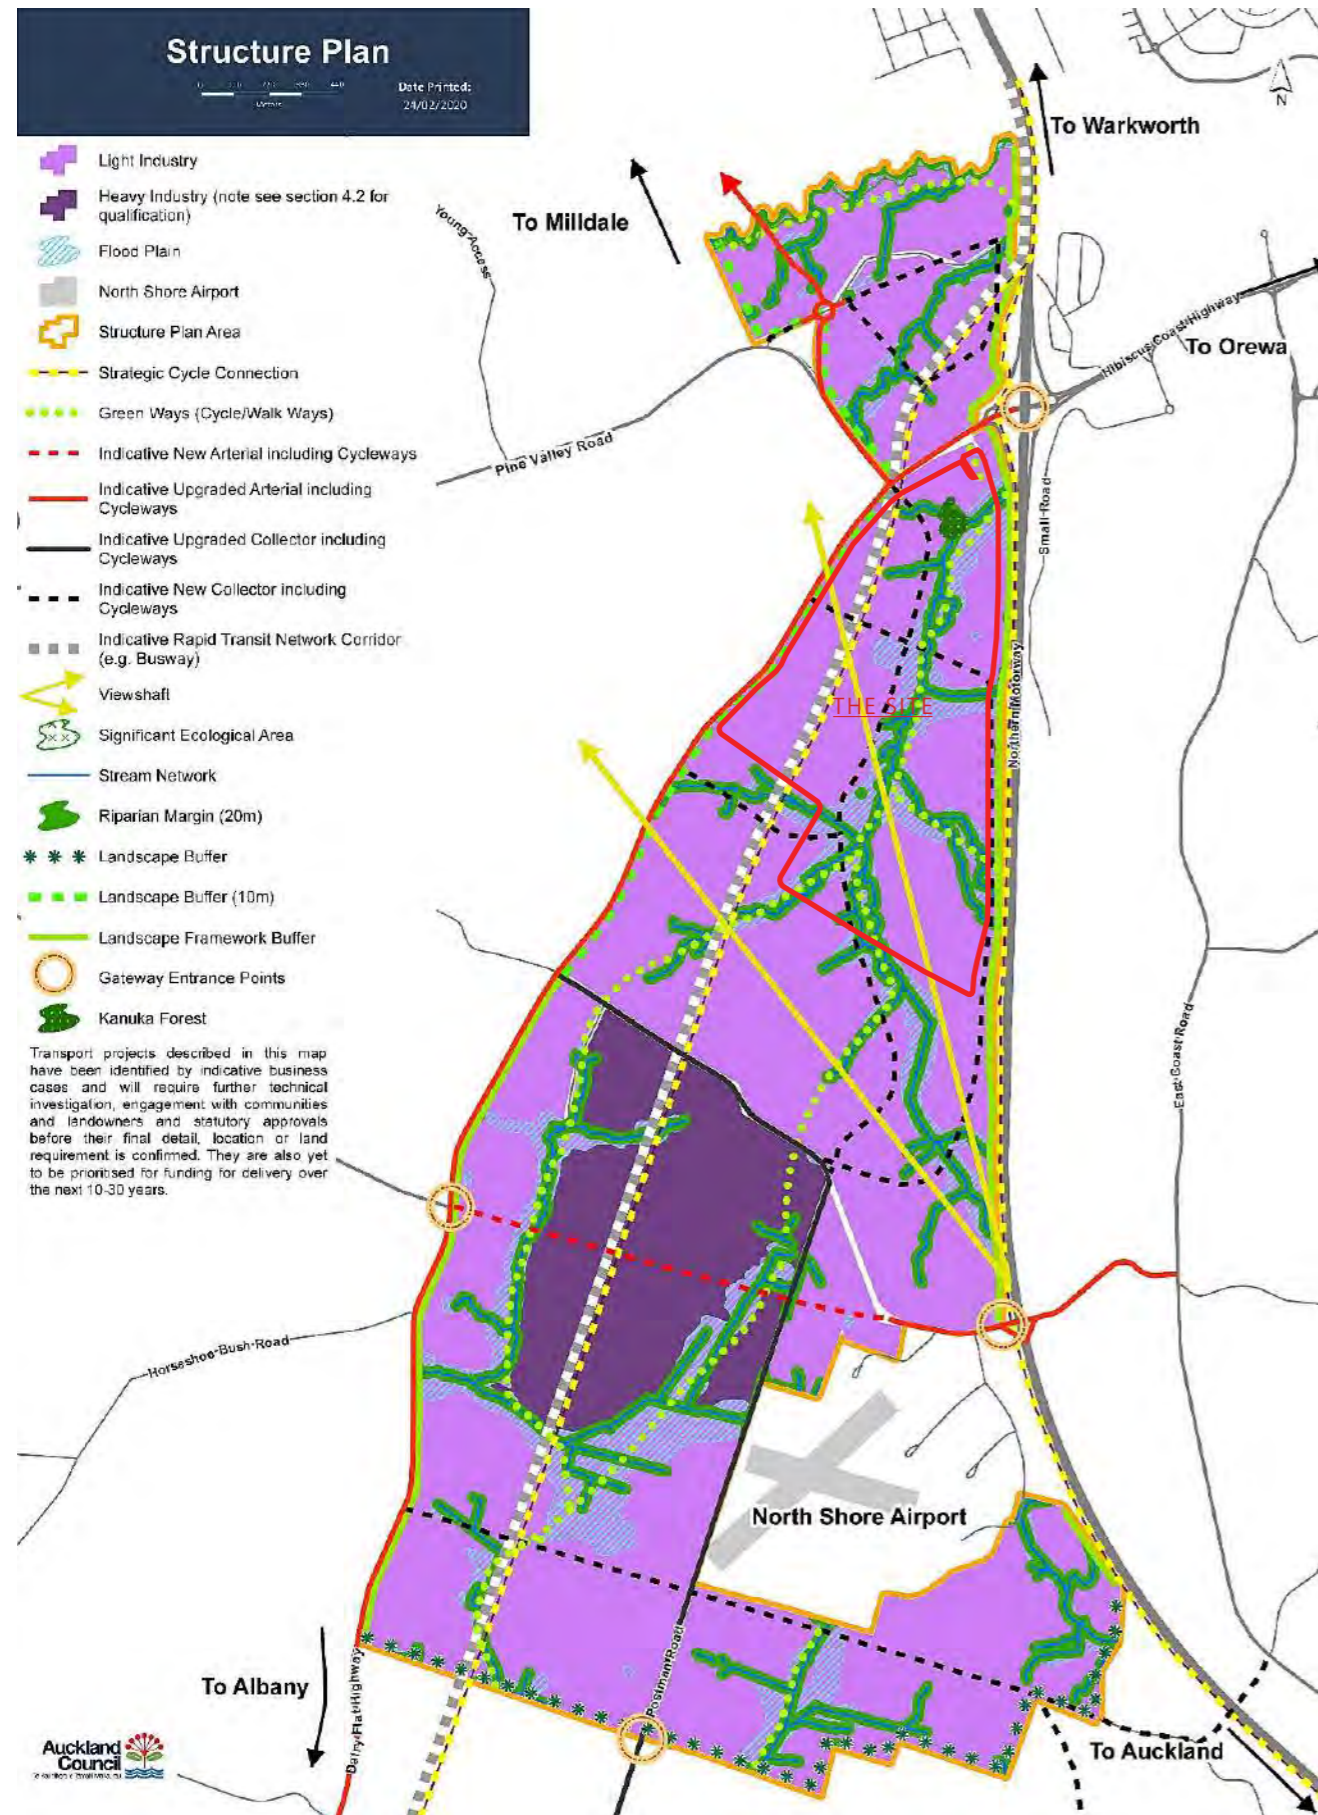 Structure Plan
Date Printed:
24/02/2020
Light Industry
Heavy Industry (note see section 4.2 for
qualification)
Flood Plain
North Shore Airport
Structure Plan Area
Strategic Cycle Connection
Green Ways (Cycle/Walk Ways)
Indicative New Arterial including Cycleways
Indicative Upgraded Arterial including
Cycleways
Indicative Upgraded Collector including
Cycleways
Indicative New Collector including
Cycleways
Indicative Rapid Transit Network Corridor
(e.g. Busway)
Viewshaft
Significant Ecological Area
Stream Network
Riparian Margin (20m)
Landscape Buffer
Landscape Buffer (10m)
Landscape Framework Buffer
Gateway Entrance Points
Kanuka Forest
Transport projects described in this map
have been identified by indicative business
cases and will require further technical
investigation, engagement with communities
and landowners and statutory approvals
before their final detail, location or land
requirement is confirmed. They are also yet
to be prioritised for funding for delivery over
the next 10-30 years.
N
To Warkworth
To Milldale
Young Access
Hibiscus Coast Highway
To Orewa
Pine Valley Road
Small Road
Northern Motorway
THE SITE
East Coast Road
Horseshoe Bush Road
North Shore Airport
Postman Road
Dairy Flat Highway
To Albany
To Auckland
Auckland
Council